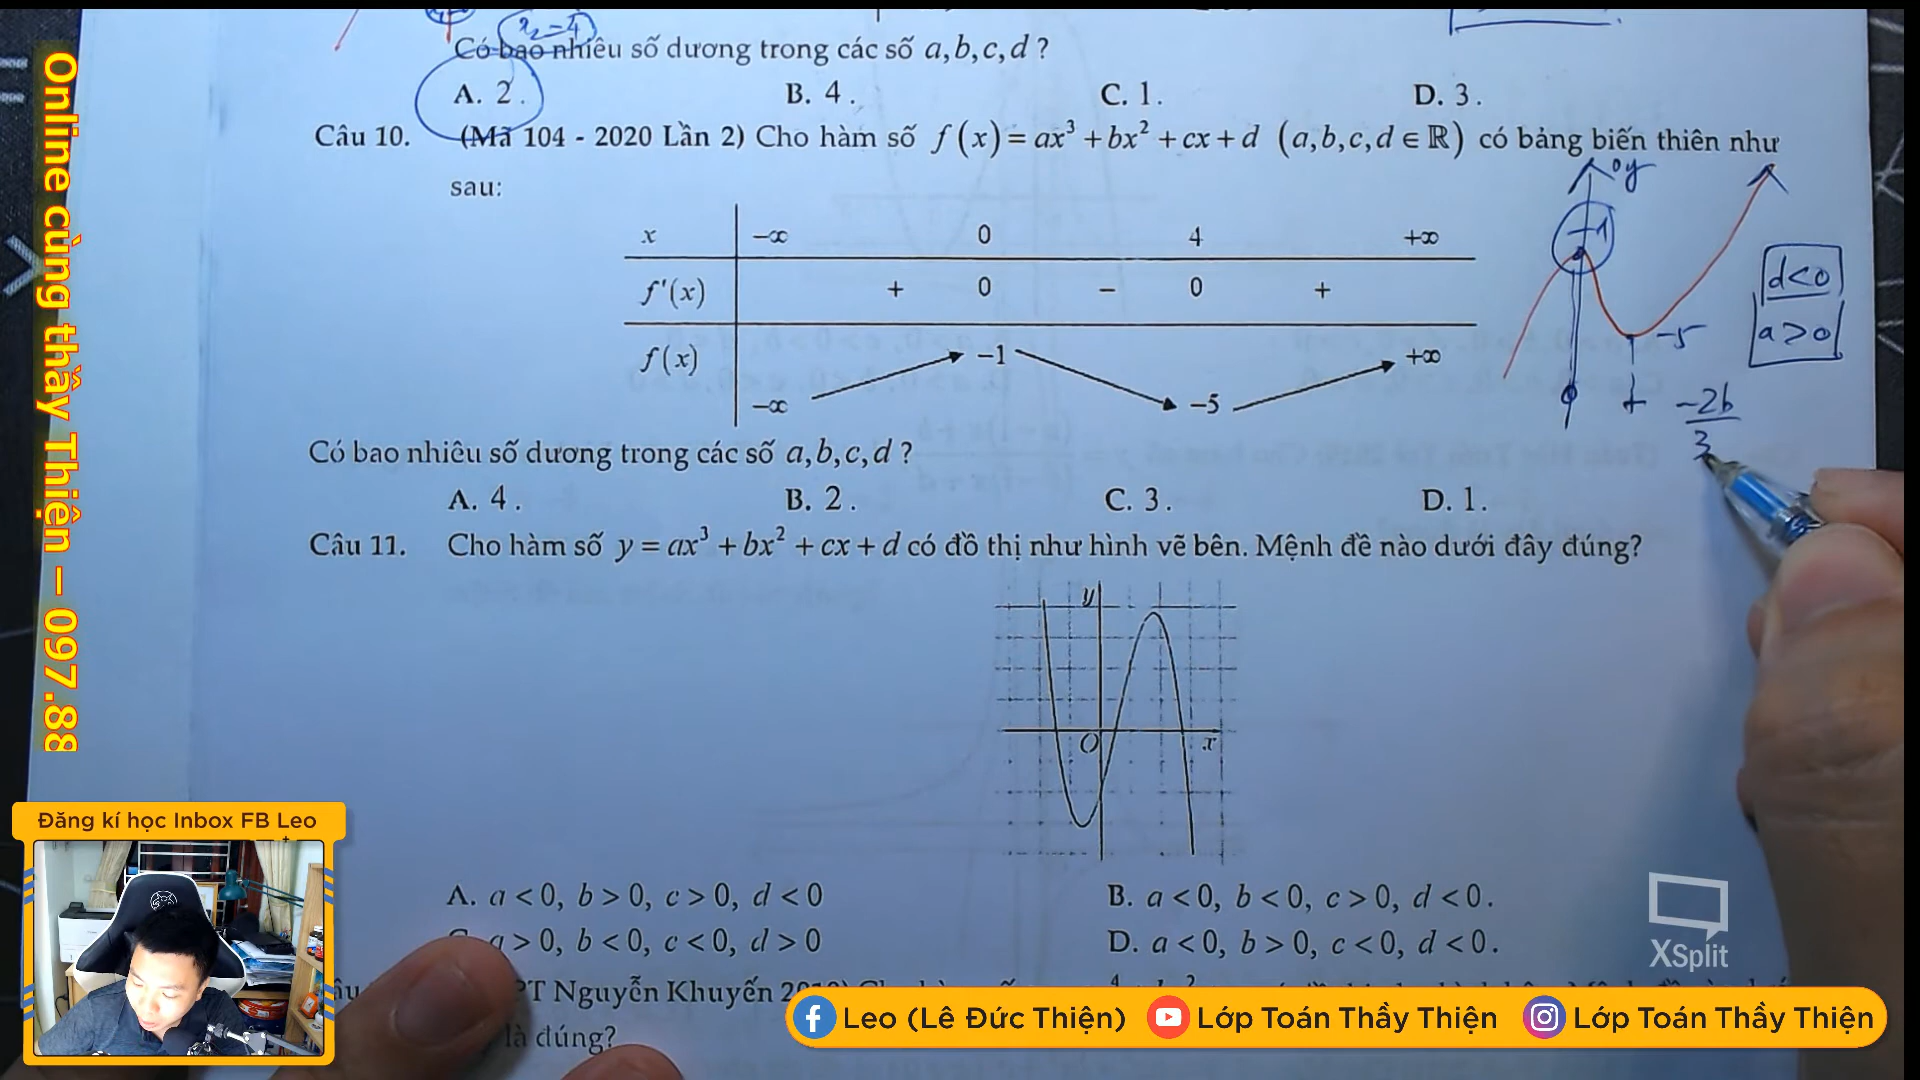 x₂ = 4
Có bao nhiêu số dương trong các số a, b, c, d ?
A. 2 . B. 4 . C. 1 . D. 3 .
Câu 10. (Mã 104 - 2020 Lần 2) Cho hàm số f(x) = ax³ + bx² + cx + d (a, b, c, d ∈ ℝ) có bảng biến thiên như
sau:
x −∞ 0 4 +∞
f'(x) + 0 − 0 +
f(x) −∞ −1 −5 +∞
oy
−1
−5
d<0
a>0
−2b
3
Có bao nhiêu số dương trong các số a, b, c, d ?
A. 4 . B. 2 . C. 3 . D. 1 .
Câu 11. Cho hàm số y = ax³ + bx² + cx + d có đồ thị như hình vẽ bên. Mệnh đề nào dưới đây đúng?
y
O x
A. a < 0, b > 0, c > 0, d < 0 B. a < 0, b < 0, c > 0, d < 0 .
a > 0, b < 0, c < 0, d > 0 D. a < 0, b > 0, c < 0, d < 0 .
PT Nguyễn Khuyến
là đúng?
Online cùng thầy Thiện – 097.88
Đăng kí học Inbox FB Leo
XSplit
Leo (Lê Đức Thiện) Lớp Toán Thầy Thiện Lớp Toán Thầy Thiện